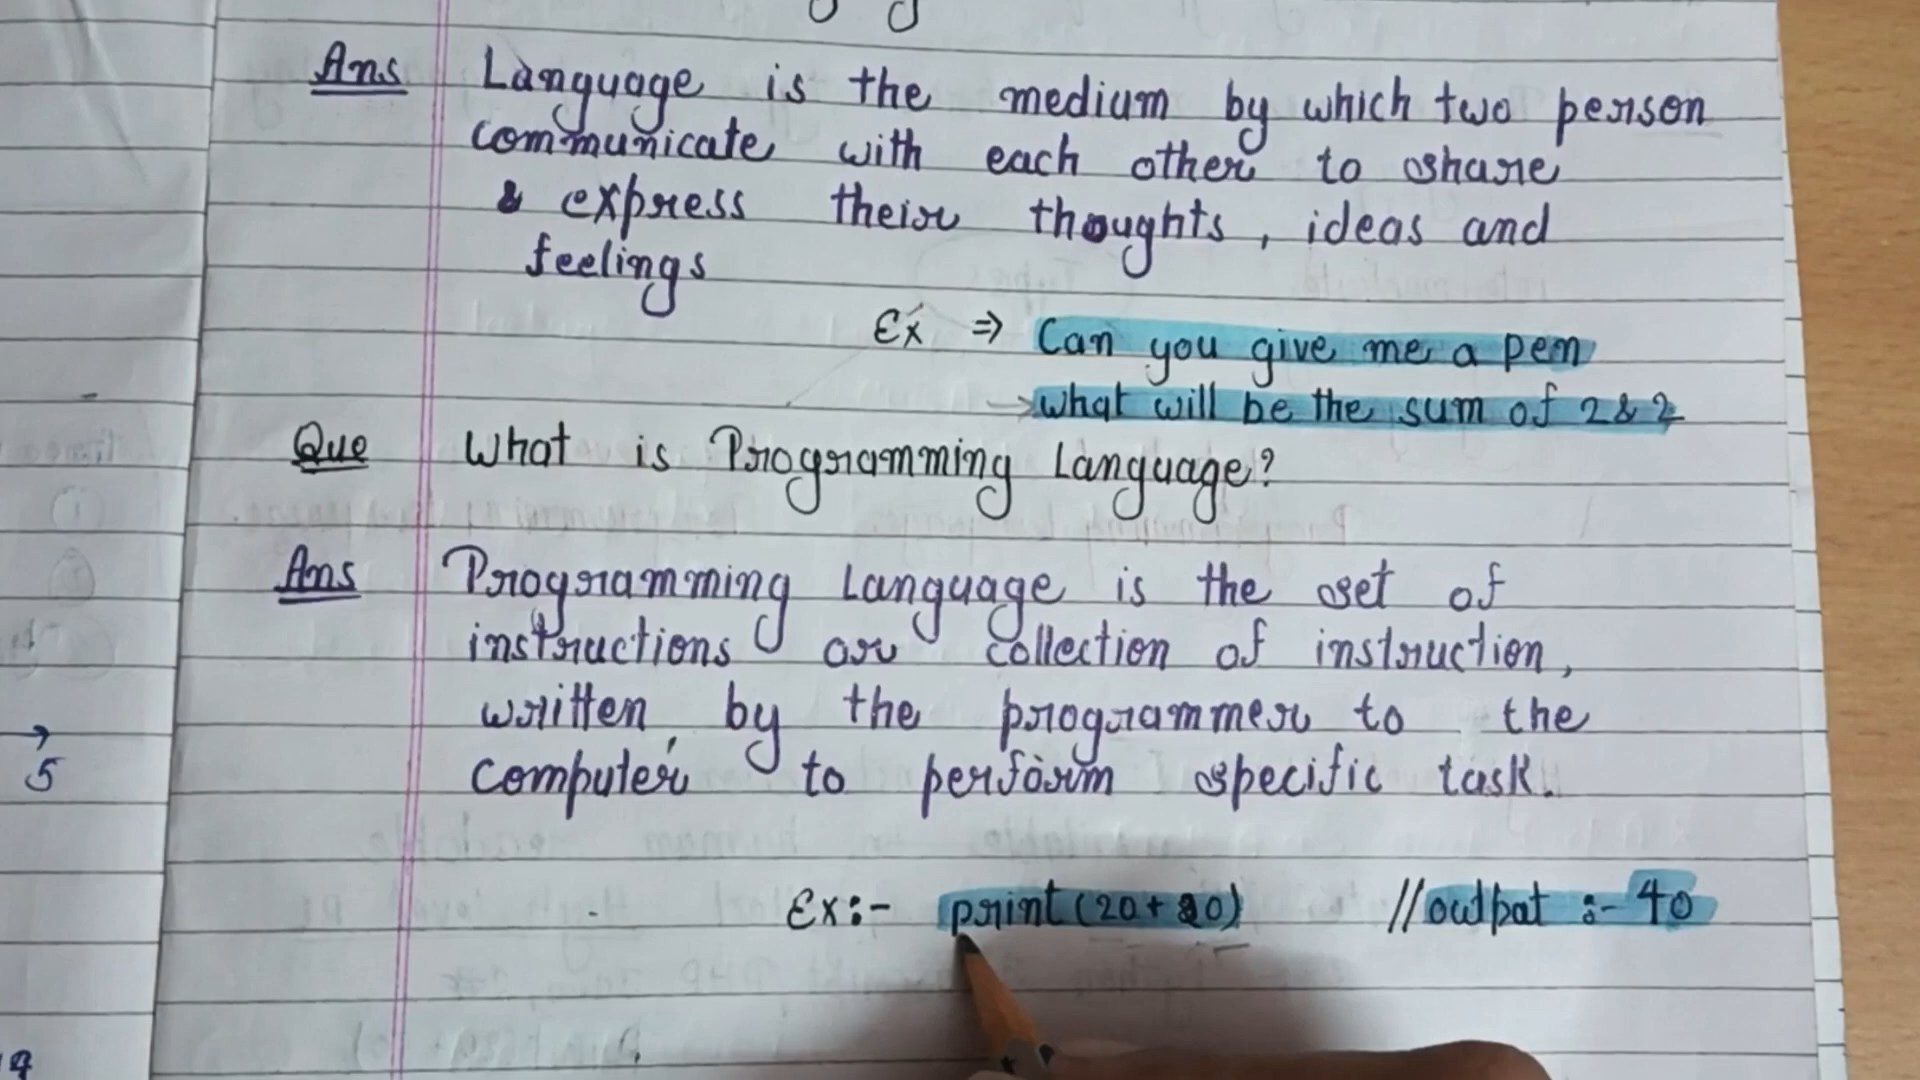 Ans Language is the medium by which two person
communicate with each other to share
& express their thoughts, ideas and
feelings
Ex ⇒ Can you give me a pen
→ what will be the sum of 2 & 2
Que What is Programming Language?
Ans Programming Language is the set of
instructions or collection of instruction,
written by the programmer to the
computer to perform specific task.
→
5
Ex:- print (20+20) //outpat :- 40